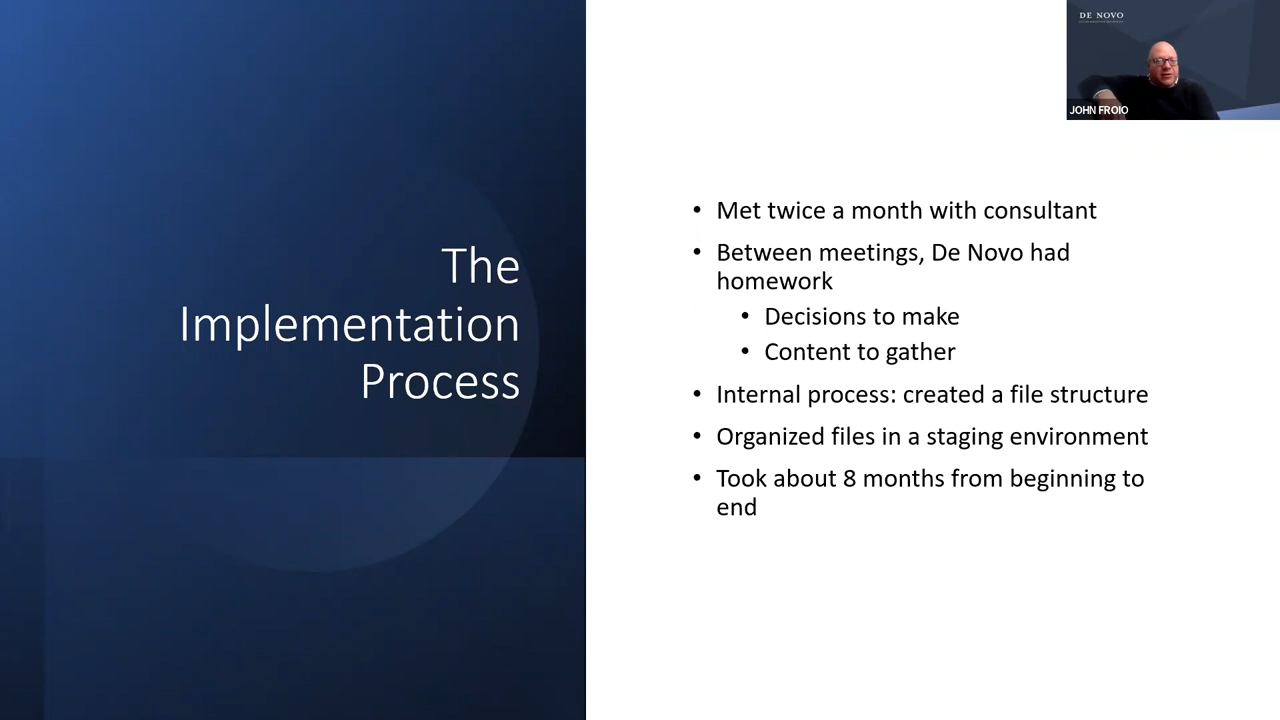 DE NOVO
JOHN FROIO
The
Implementation
Process
• Met twice a month with consultant
• Between meetings, De Novo had
homework
• Decisions to make
• Content to gather
• Internal process: created a file structure
• Organized files in a staging environment
• Took about 8 months from beginning to
end